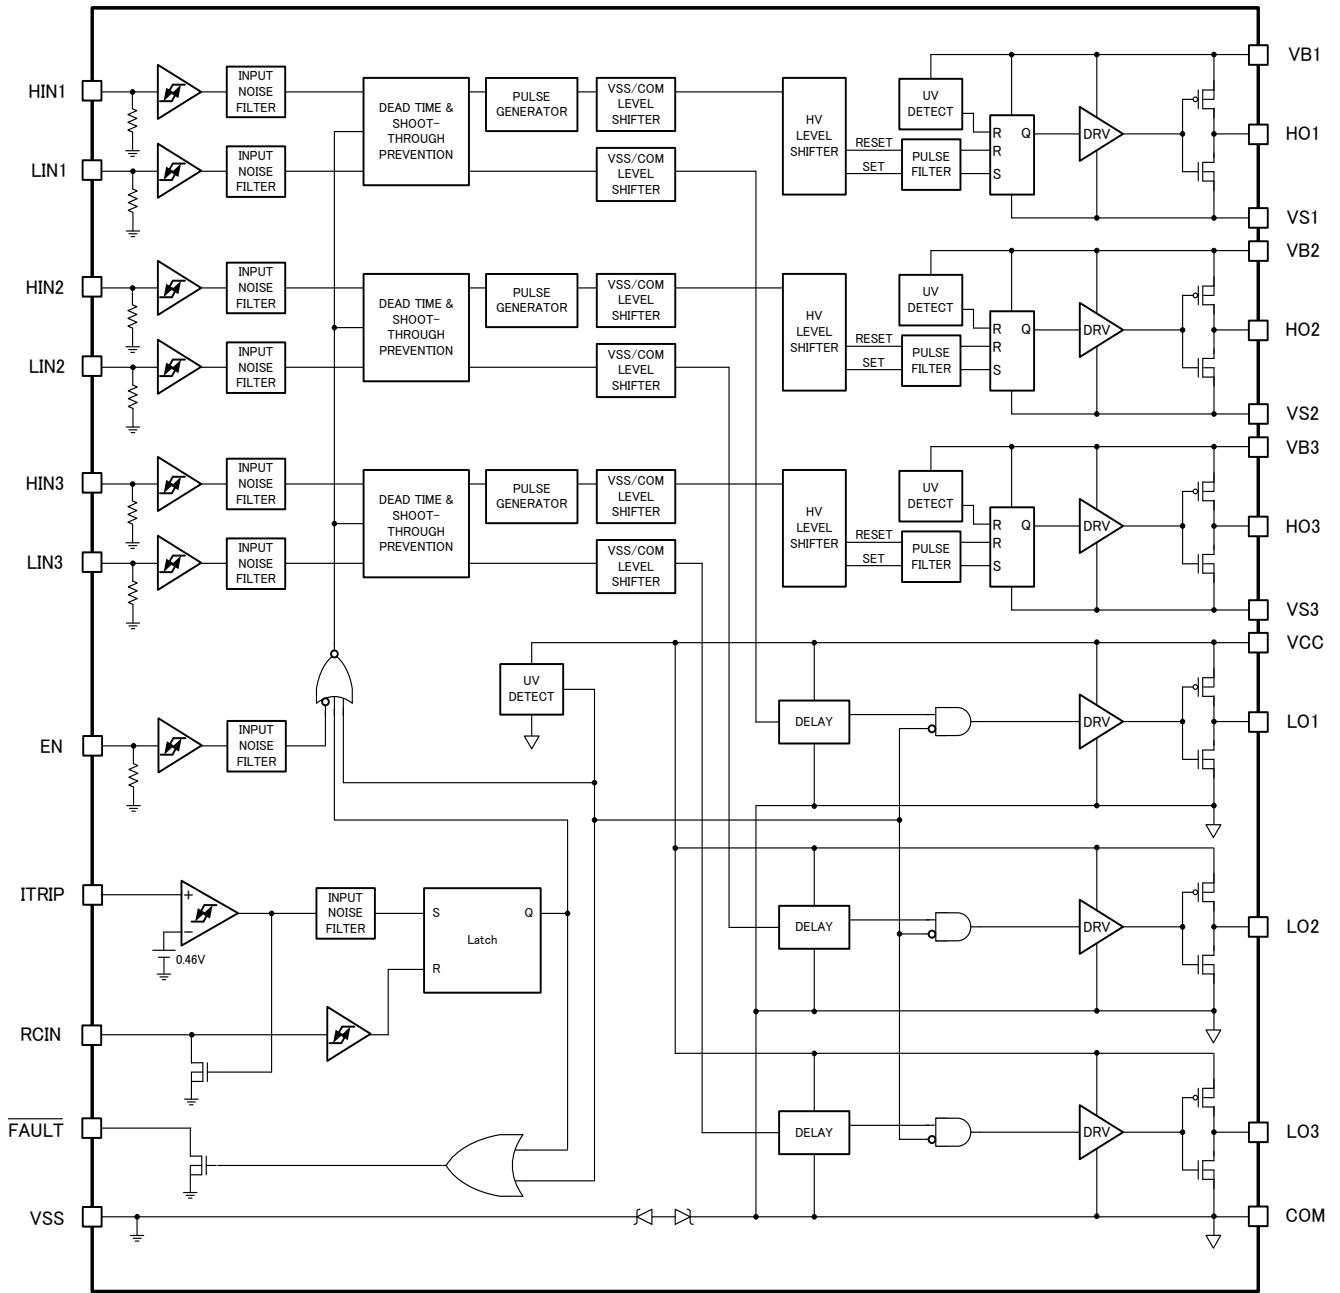 VB1
HIN1
INPUT
NOISE
FILTER
DEAD TIME &
SHOOT-
THROUGH
PREVENTION
PULSE
GENERATOR
VSS/COM
LEVEL
SHIFTER
HV
LEVEL
SHIFTER
UV
DETECT
RESET
SET
PULSE
FILTER
R
R
S
Q
DRV
HO1
LIN1
INPUT
NOISE
FILTER
VSS/COM
LEVEL
SHIFTER
VS1
VB2
HIN2
INPUT
NOISE
FILTER
DEAD TIME &
SHOOT-
THROUGH
PREVENTION
PULSE
GENERATOR
VSS/COM
LEVEL
SHIFTER
HV
LEVEL
SHIFTER
UV
DETECT
RESET
SET
PULSE
FILTER
R
R
S
Q
DRV
HO2
LIN2
INPUT
NOISE
FILTER
VSS/COM
LEVEL
SHIFTER
VS2
VB3
HIN3
INPUT
NOISE
FILTER
DEAD TIME &
SHOOT-
THROUGH
PREVENTION
PULSE
GENERATOR
VSS/COM
LEVEL
SHIFTER
HV
LEVEL
SHIFTER
UV
DETECT
RESET
SET
PULSE
FILTER
R
R
S
Q
DRV
HO3
LIN3
INPUT
NOISE
FILTER
VSS/COM
LEVEL
SHIFTER
VS3
VCC
UV
DETECT
EN
INPUT
NOISE
FILTER
DELAY
DRV
LO1
ITRIP
+
−
0.46V
INPUT
NOISE
FILTER
S
Q
Latch
R
DELAY
DRV
LO2
RCIN
FAULT
DELAY
DRV
LO3
VSS
COM